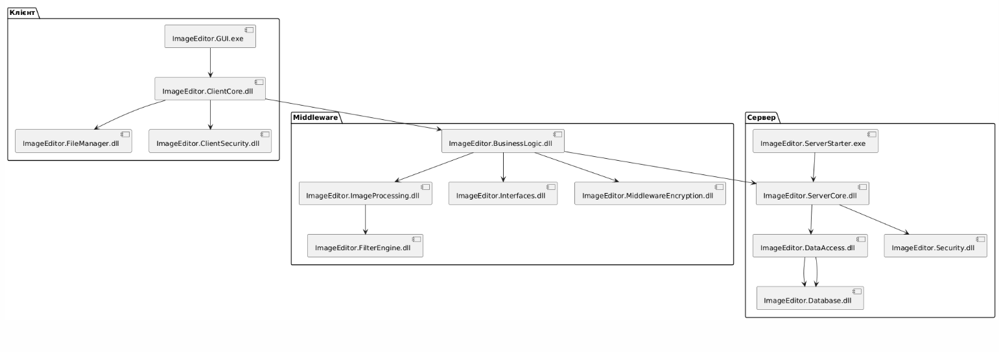 Клієнт
ImageEditor.GUI.exe
ImageEditor.ClientCore.dll
ImageEditor.FileManager.dll
ImageEditor.ClientSecurity.dll
Middleware
ImageEditor.BusinessLogic.dll
ImageEditor.ImageProcessing.dll
ImageEditor.Interfaces.dll
ImageEditor.MiddlewareEncryption.dll
ImageEditor.FilterEngine.dll
Сервер
ImageEditor.ServerStarter.exe
ImageEditor.ServerCore.dll
ImageEditor.DataAccess.dll
ImageEditor.Security.dll
ImageEditor.Database.dll